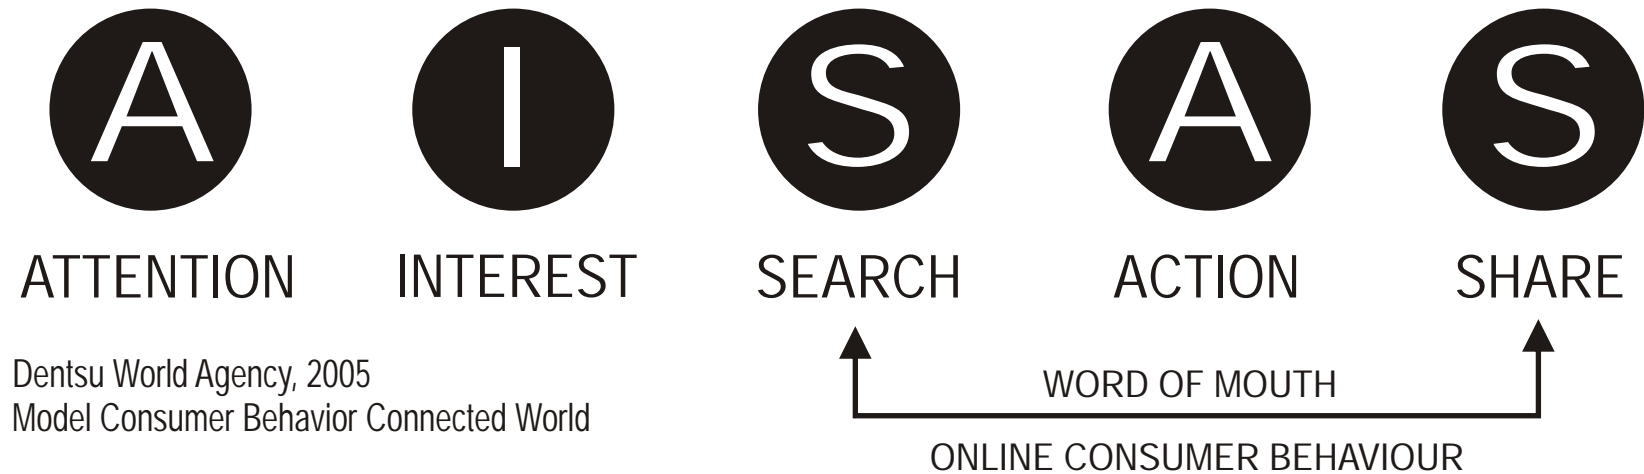 A I S A S
ATTENTION INTEREST SEARCH ACTION SHARE
Dentsu World Agency, 2005
Model Consumer Behavior Connected World
WORD OF MOUTH
ONLINE CONSUMER BEHAVIOUR